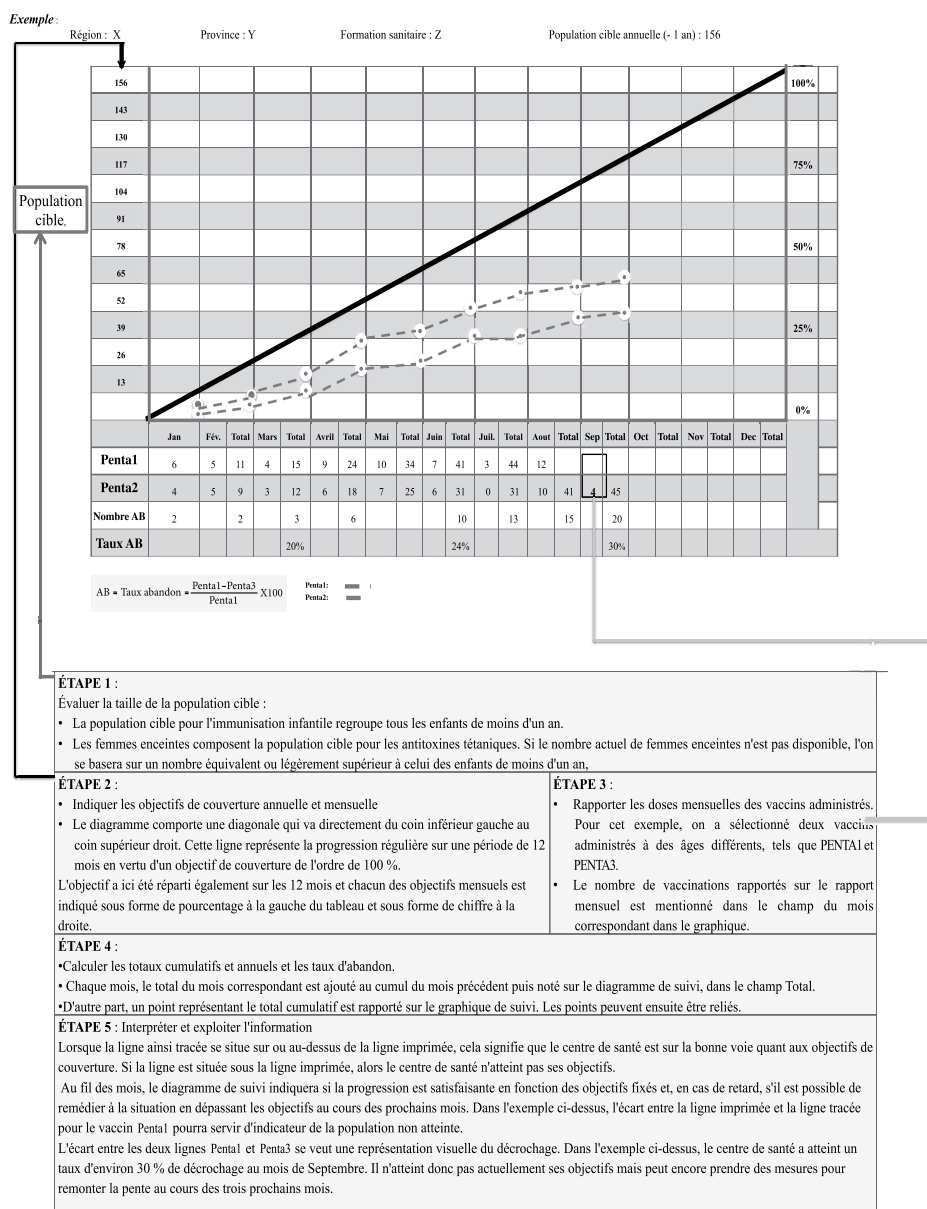 Exemple :
Région : X Province : Y Formation sanitaire : Z Population cible annuelle (- 1 an) : 156
156 100%
143
130
117 75%
104
Population
cible.
91
78 50%
65
52
39 25%
26
13
0%
Jan Fév. Total Mars Total Avril Total Mai Total Juin Total Juil. Total Aout Total Sep Total Oct Total Nov Total Dec Total
Penta1 6 5 11 4 15 9 24 10 34 7 41 3 44 12
Penta2 4 5 9 3 12 6 18 7 25 6 31 0 31 10 41 4 45
Nombre AB 2 2 3 6 10 13 15 20
Taux AB 20% 24% 30%
AB = Taux abandon = Penta1-Penta3 X100
Penta1
Penta1:
Penta2:
ÉTAPE 1 :
Évaluer la taille de la population cible :
• La population cible pour l'immunisation infantile regroupe tous les enfants de moins d'un an.
• Les femmes enceintes composent la population cible pour les antitoxines tétaniques. Si le nombre actuel de femmes enceintes n'est pas disponible, l'on
se basera sur un nombre équivalent ou légèrement supérieur à celui des enfants de moins d'un an,
ÉTAPE 2 :
• Indiquer les objectifs de couverture annuelle et mensuelle
• Le diagramme comporte une diagonale qui va directement du coin inférieur gauche au
coin supérieur droit. Cette ligne représente la progression régulière sur une période de 12
mois en vertu d'un objectif de couverture de l'ordre de 100 %.
L'objectif a ici été réparti également sur les 12 mois et chacun des objectifs mensuels est
indiqué sous forme de pourcentage à la gauche du tableau et sous forme de chiffre à la
droite.
ÉTAPE 3 :
• Rapporter les doses mensuelles des vaccins administrés.
Pour cet exemple, on a sélectionné deux vaccins
administrés à des âges différents, tels que PENTA1 et
PENTA3.
• Le nombre de vaccinations rapportés sur le rapport
mensuel est mentionné dans le champ du mois
correspondant dans le graphique.
ÉTAPE 4 :
•Calculer les totaux cumulatifs et annuels et les taux d'abandon.
• Chaque mois, le total du mois correspondant est ajouté au cumul du mois précédent puis noté sur le diagramme de suivi, dans le champ Total.
•D'autre part, un point représentant le total cumulatif est rapporté sur le graphique de suivi. Les points peuvent ensuite être reliés.
ÉTAPE 5 : Interpréter et exploiter l'information
Lorsque la ligne ainsi tracée se situe sur ou au-dessus de la ligne imprimée, cela signifie que le centre de santé est sur la bonne voie quant aux objectifs de
couverture. Si la ligne est située sous la ligne imprimée, alors le centre de santé n'atteint pas ses objectifs.
Au fil des mois, le diagramme de suivi indiquera si la progression est satisfaisante en fonction des objectifs fixés et, en cas de retard, s'il est possible de
remédier à la situation en dépassant les objectifs au cours des prochains mois. Dans l'exemple ci-dessus, l'écart entre la ligne imprimée et la ligne tracée
pour le vaccin Penta1 pourra servir d'indicateur de la population non atteinte.
L'écart entre les deux lignes Penta1 et Penta3 se veut une représentation visuelle du décrochage. Dans l'exemple ci-dessus, le centre de santé a atteint un
taux d'environ 30 % de décrochage au mois de Septembre. Il n'atteint donc pas actuellement ses objectifs mais peut encore prendre des mesures pour
remonter la pente au cours des trois prochains mois.